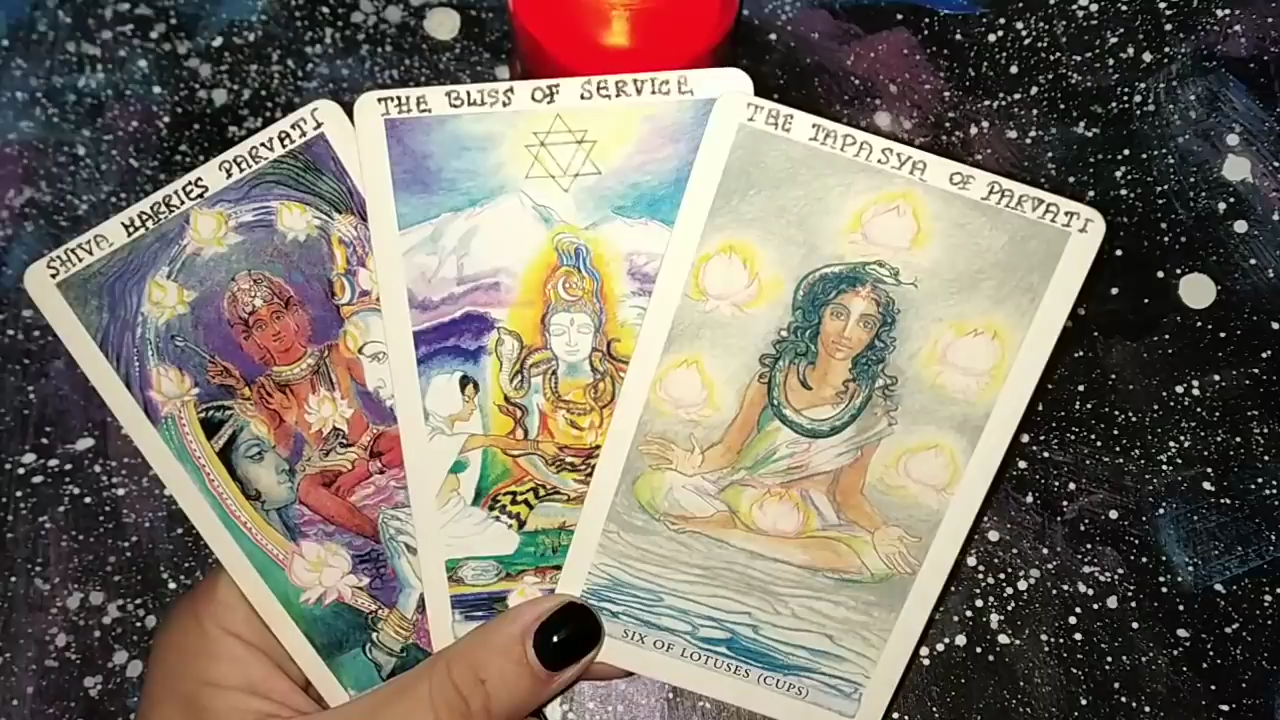 SHIVA MARRIES PARVATI
THE BLISS OF SERVICE
THE TAPASYA OF PARVATI
SIX OF LOTUSES (CUPS)